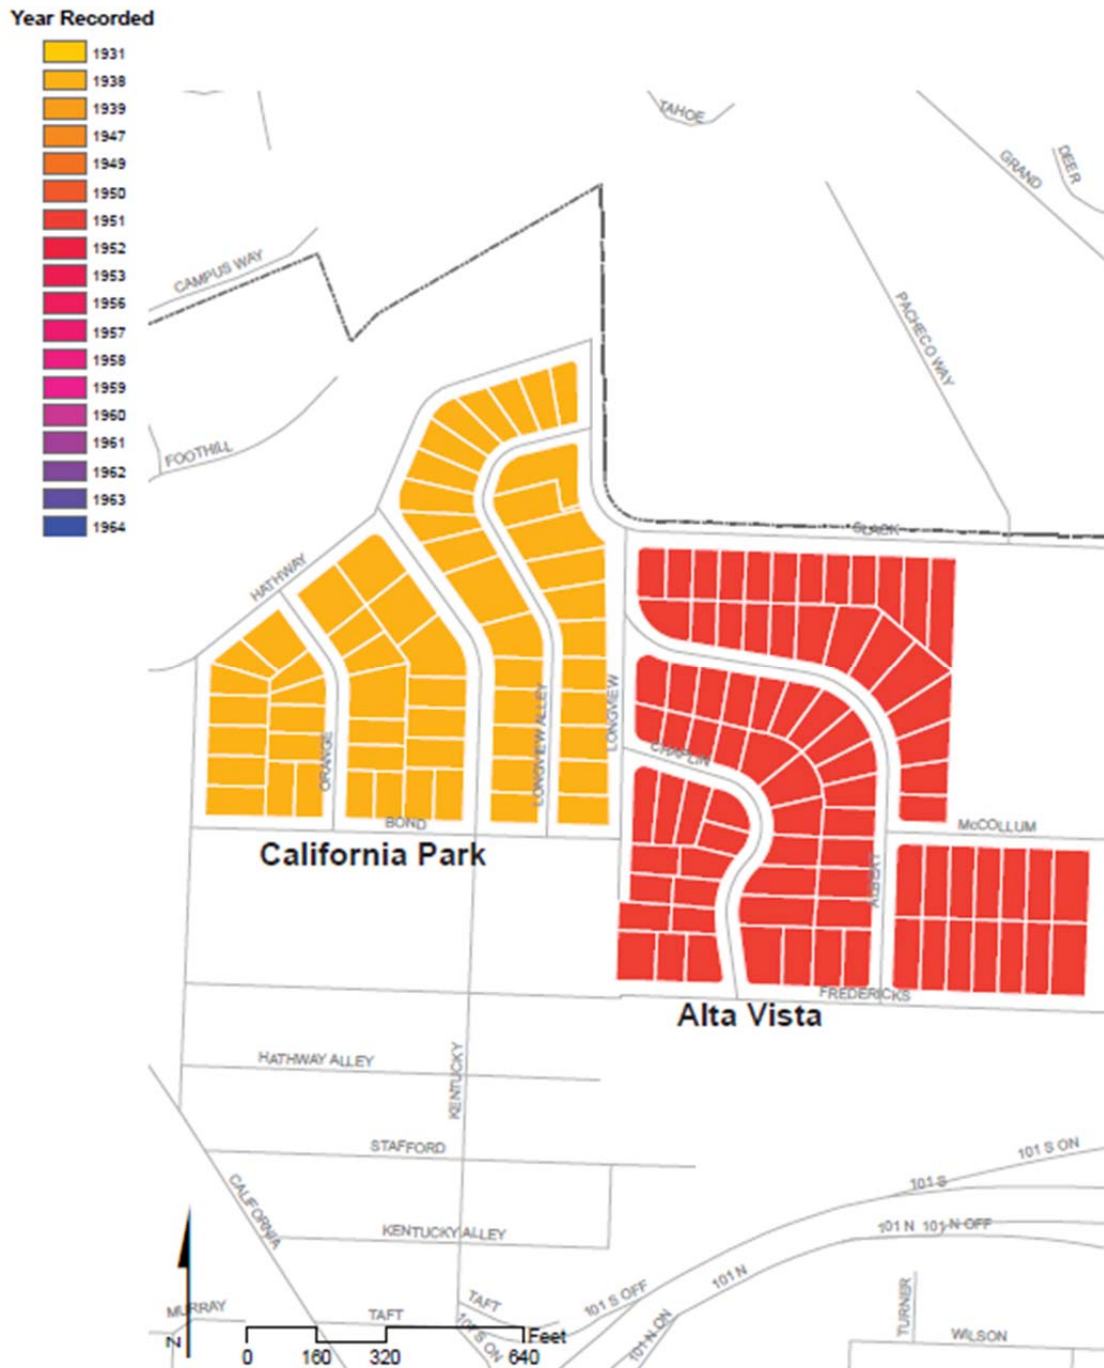 Year Recorded
1931
1938
1939
1947
1949
1950
1951
1952
1953
1956
1957
1958
1959
1960
1961
1962
1963
1964
TAHOE
GRAND
DEER
CAMPUS WAY
PACHECO WAY
FOOTHILL
SLACK
HATHWAY
LONGVIEW
LONGVIEW ALLEY
ORANGE
CHAPLIN
BOND
McCOLLUM
California Park
ALBERT
FREDERICKS
Alta Vista
HATHWAY ALLEY
KENTUCKY
STAFFORD
101 S ON
101 S
CALIFORNIA
KENTUCKY ALLEY
101 N
101 N OFF
101 N
101 S OFF
TAFT
TURNER
MURRAY
TAFT
101 S ON
101 N ON
WILSON
N
Feet
0
160
320
640